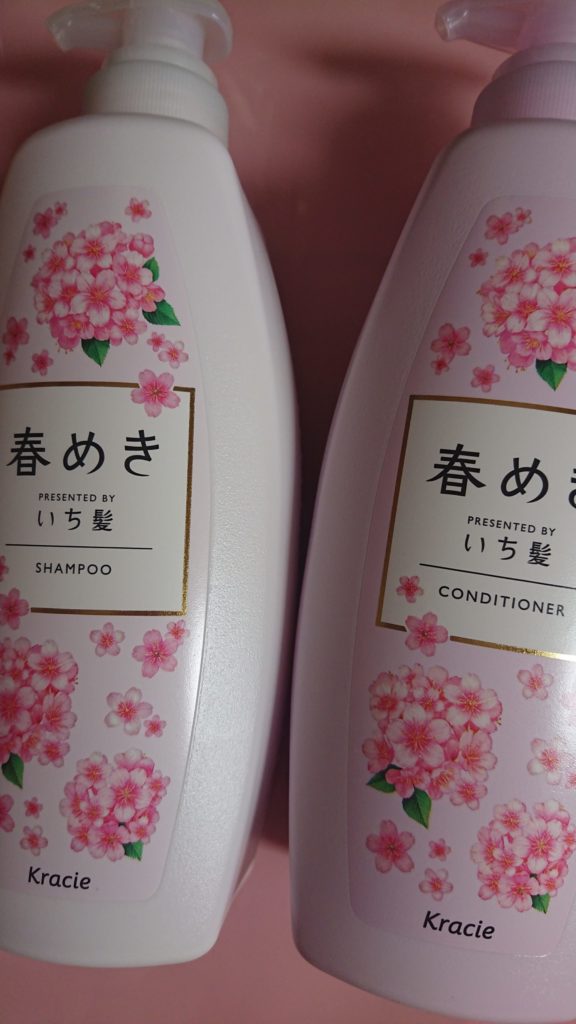 春めき
PRESENTED BY
いち髪
SHAMPOO
Kracie
春めき
PRESENTED BY
いち髪
CONDITIONER
Kracie